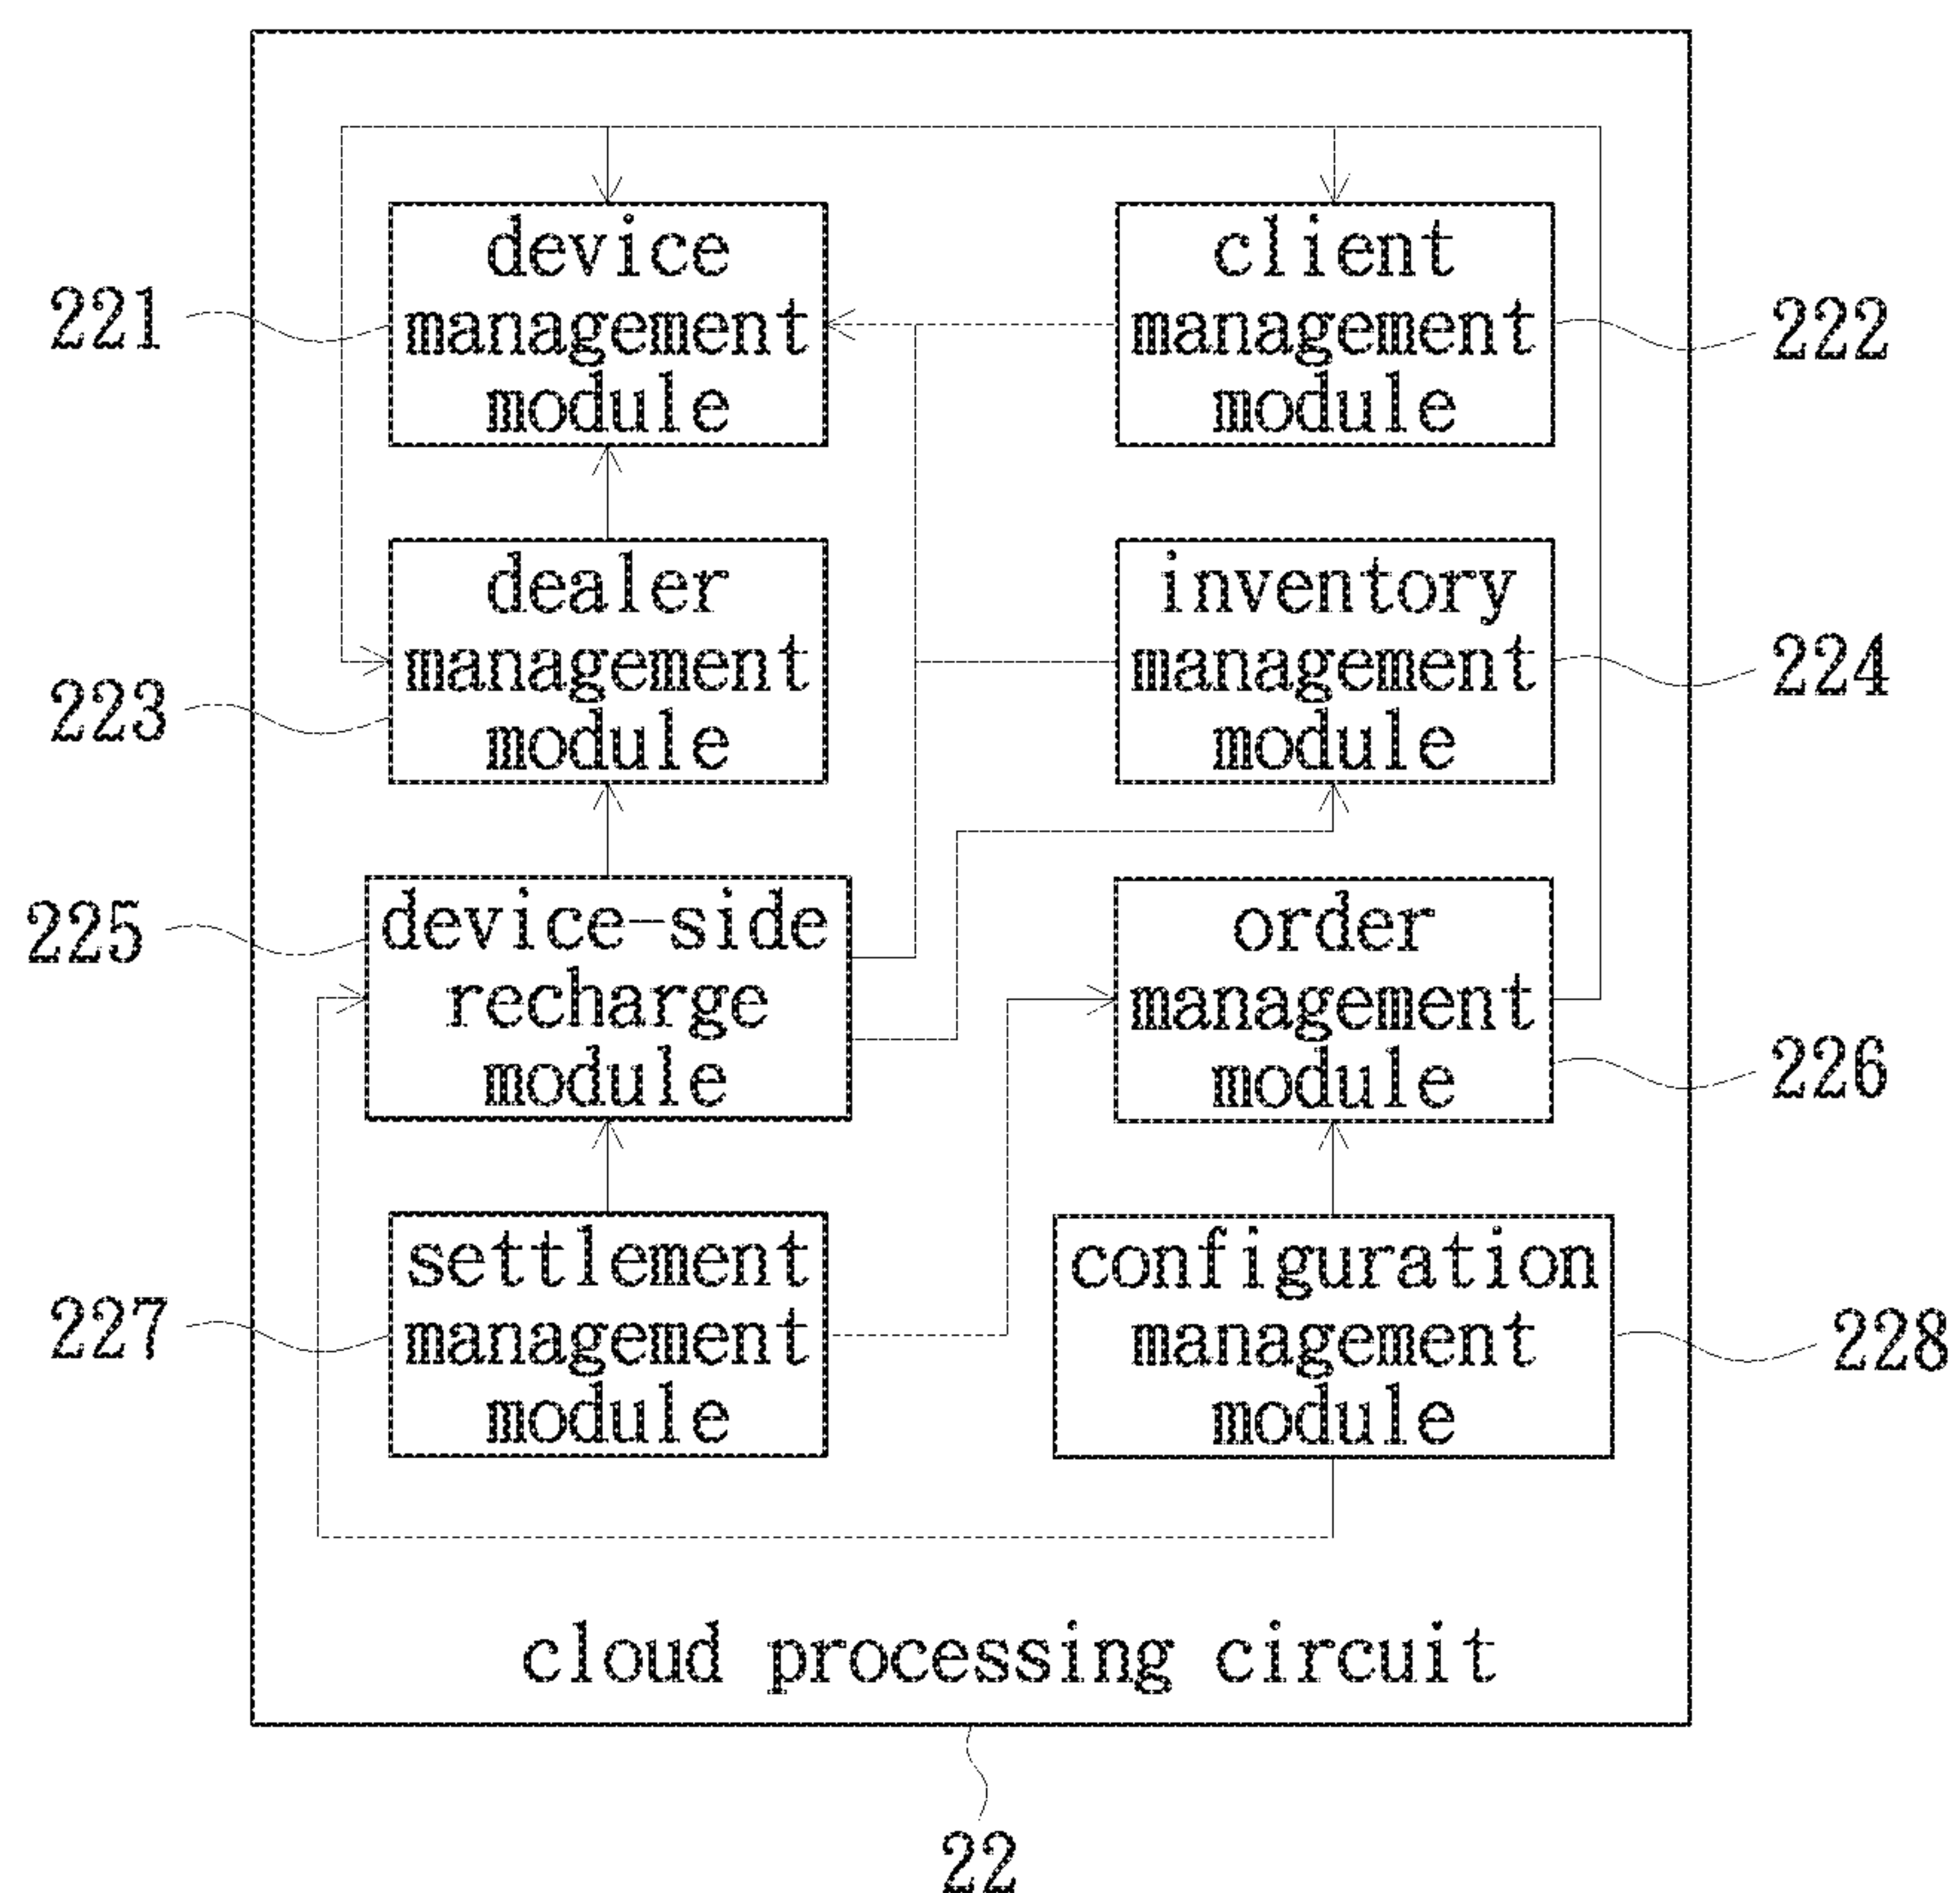 device
management
module
221
client
management
module
222
dealer
management
module
223
inventory
management
module
224
device-side
recharge
module
225
order
management
module
226
settlement
management
module
227
configuration
management
module
228
cloud processing circuit
22